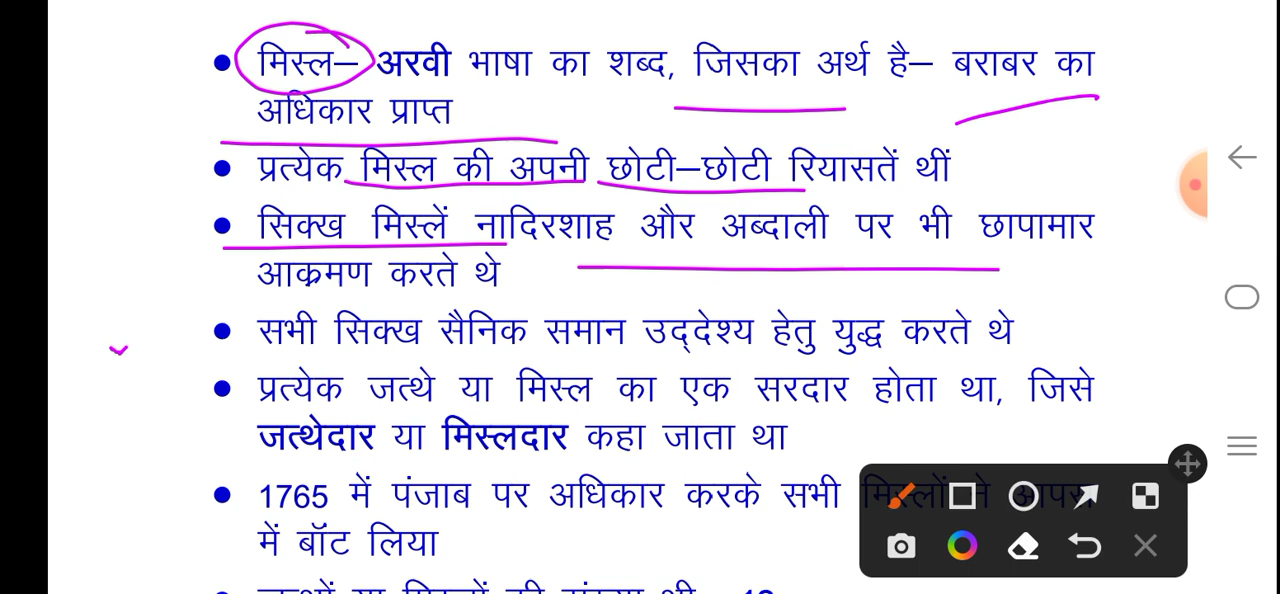 • मिस्ल– अरवी भाषा का शब्द, जिसका अर्थ है– बराबर का
अधिकार प्राप्त
• प्रत्येक मिस्ल की अपनी छोटी–छोटी रियासतें थीं
• सिक्ख मिस्लें नादिरशाह और अब्दाली पर भी छापामार
आक्रमण करते थे
• सभी सिक्ख सैनिक समान उद्देश्य हेतु युद्ध करते थे
• प्रत्येक जत्थे या मिस्ल का एक सरदार होता था, जिसे
जत्थेदार या मिस्लदार कहा जाता था
• 1765 में पंजाब पर अधिकार करके सभी मिस्लों ने आपस
में बॉंट लिया